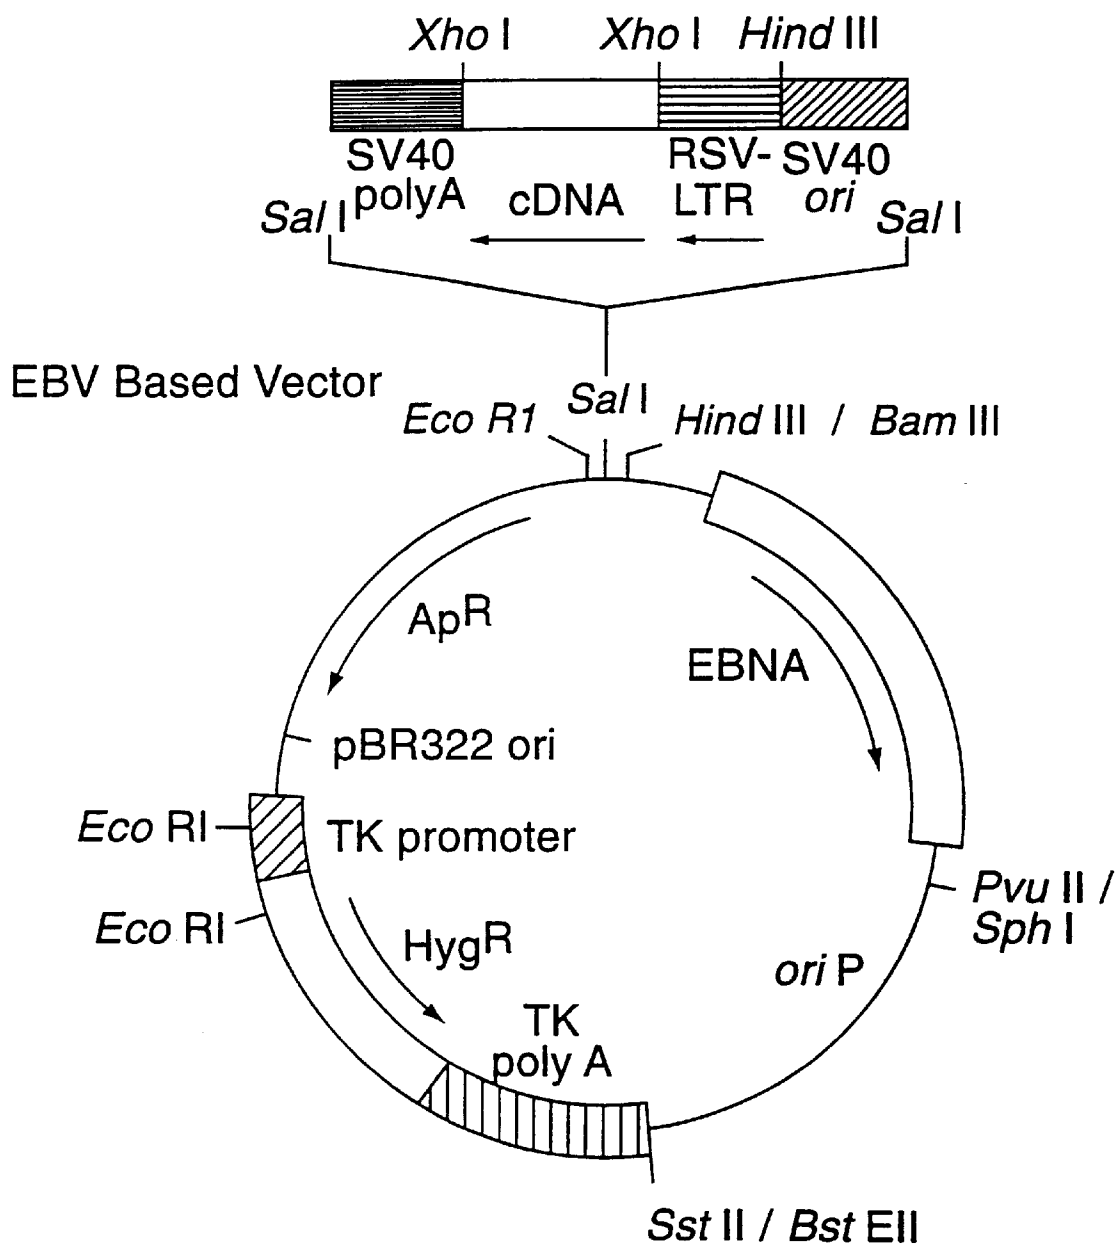 Xho I Xho I Hind III
SV40 polyA
cDNA
RSV-LTR
SV40 ori
Sal I
Sal I
EBV Based Vector
Sal I
Eco R1
Hind III / Bam III
ApR
EBNA
pBR322 ori
Eco RI
TK promoter
Eco RI
HygR
Pvu II /
Sph I
ori P
TK
poly A
Sst II / Bst EII